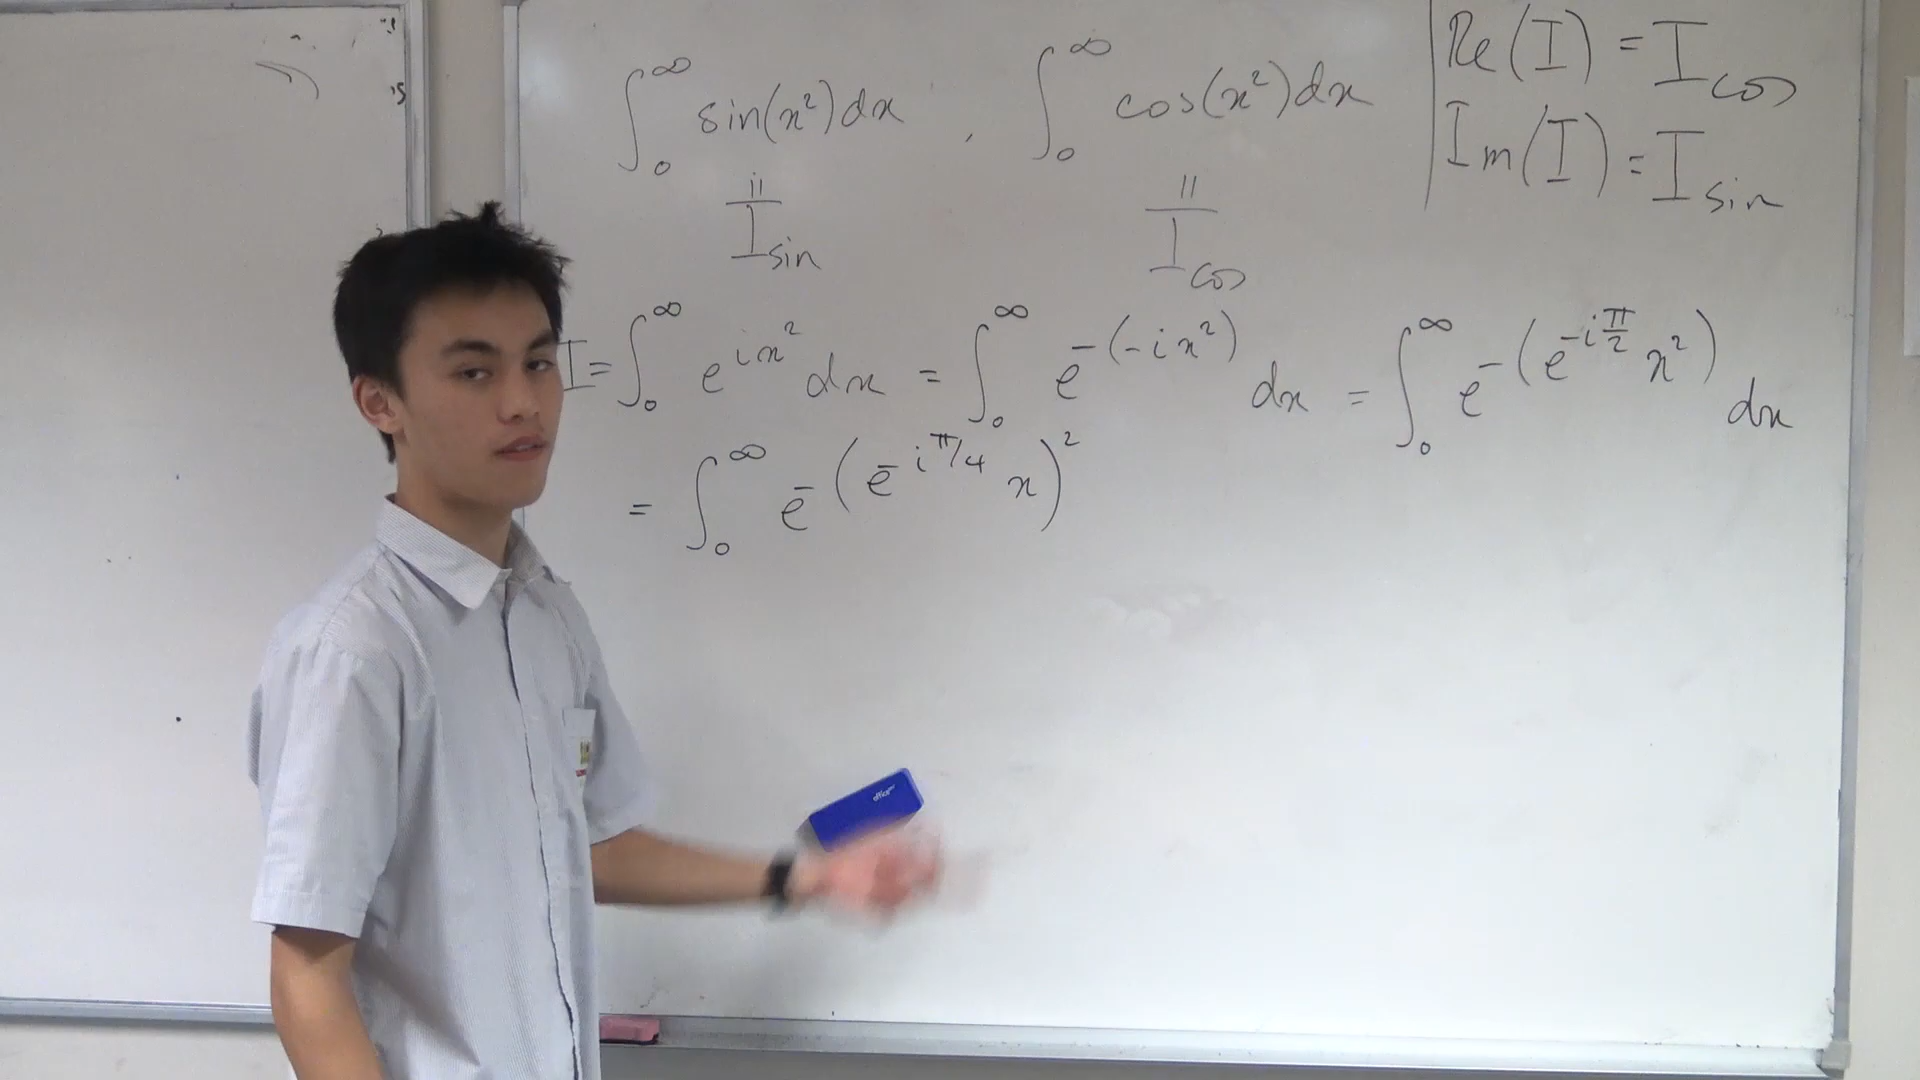 ∫₀^∞ sin(x²)dx , ∫₀^∞ cos(x²)dx
Re(I) = I_cos
Im(I) = I_sin
॥ I_sin
॥ I_cos
I = ∫₀^∞ e^{ix²} dx = ∫₀^∞ e^{-(-ix²)} dx = ∫₀^∞ e^{-(e^{-iπ/2} x²)} dx
= ∫₀^∞ e^{-(e^{-iπ/4} x)²}
office